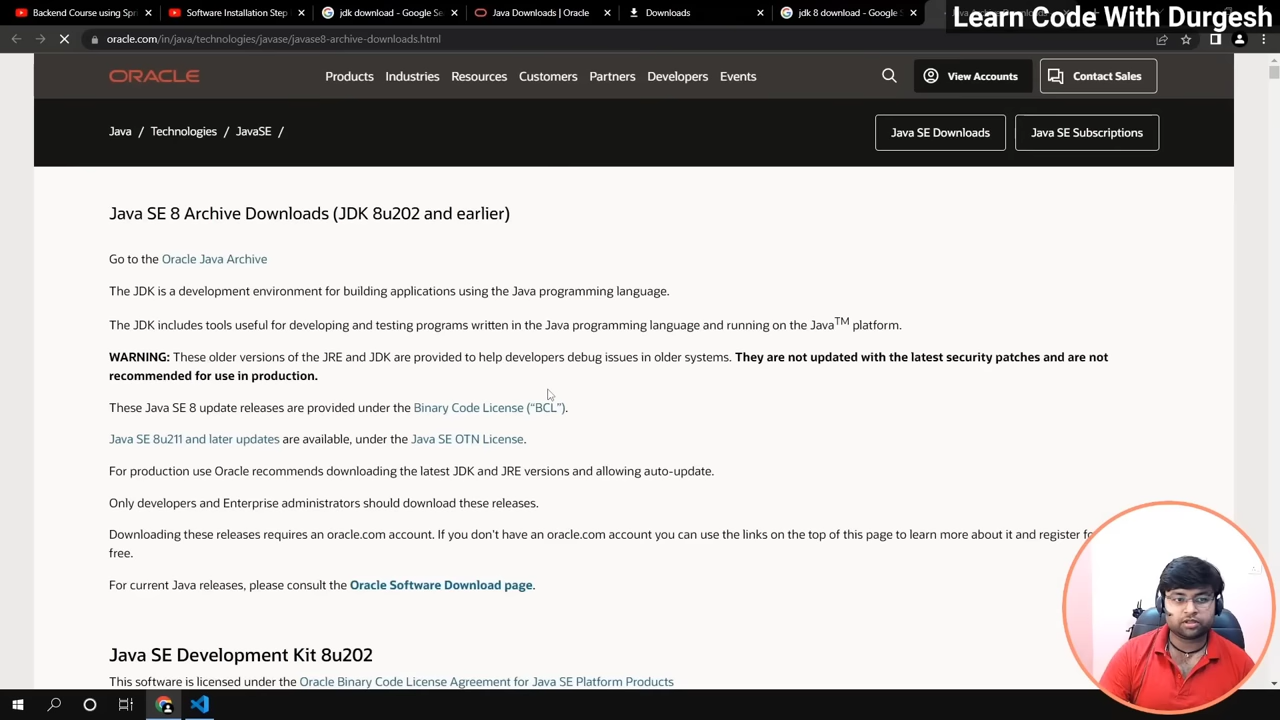 Backend Course using Spri
Software Installation Step
jdk download - Google Se
Java Downloads | Oracle
Downloads
jdk 8 download - Google S
Learn Code With Durgesh
oracle.com/in/java/technologies/javase/javase8-archive-downloads.html
ORACLE
Products Industries Resources Customers Partners Developers Events
View Accounts
Contact Sales
Java / Technologies / JavaSE /
Java SE Downloads
Java SE Subscriptions
Java SE 8 Archive Downloads (JDK 8u202 and earlier)
Go to the Oracle Java Archive
The JDK is a development environment for building applications using the Java programming language.
The JDK includes tools useful for developing and testing programs written in the Java programming language and running on the Java™ platform.
WARNING: These older versions of the JRE and JDK are provided to help developers debug issues in older systems. They are not updated with the latest security patches and are not
recommended for use in production.
These Java SE 8 update releases are provided under the Binary Code License (“BCL”).
Java SE 8u211 and later updates are available, under the Java SE OTN License.
For production use Oracle recommends downloading the latest JDK and JRE versions and allowing auto-update.
Only developers and Enterprise administrators should download these releases.
Downloading these releases requires an oracle.com account. If you don't have an oracle.com account you can use the links on the top of this page to learn more about it and register fo
free.
For current Java releases, please consult the Oracle Software Download page.
Java SE Development Kit 8u202
This software is licensed under the Oracle Binary Code License Agreement for Java SE Platform Products